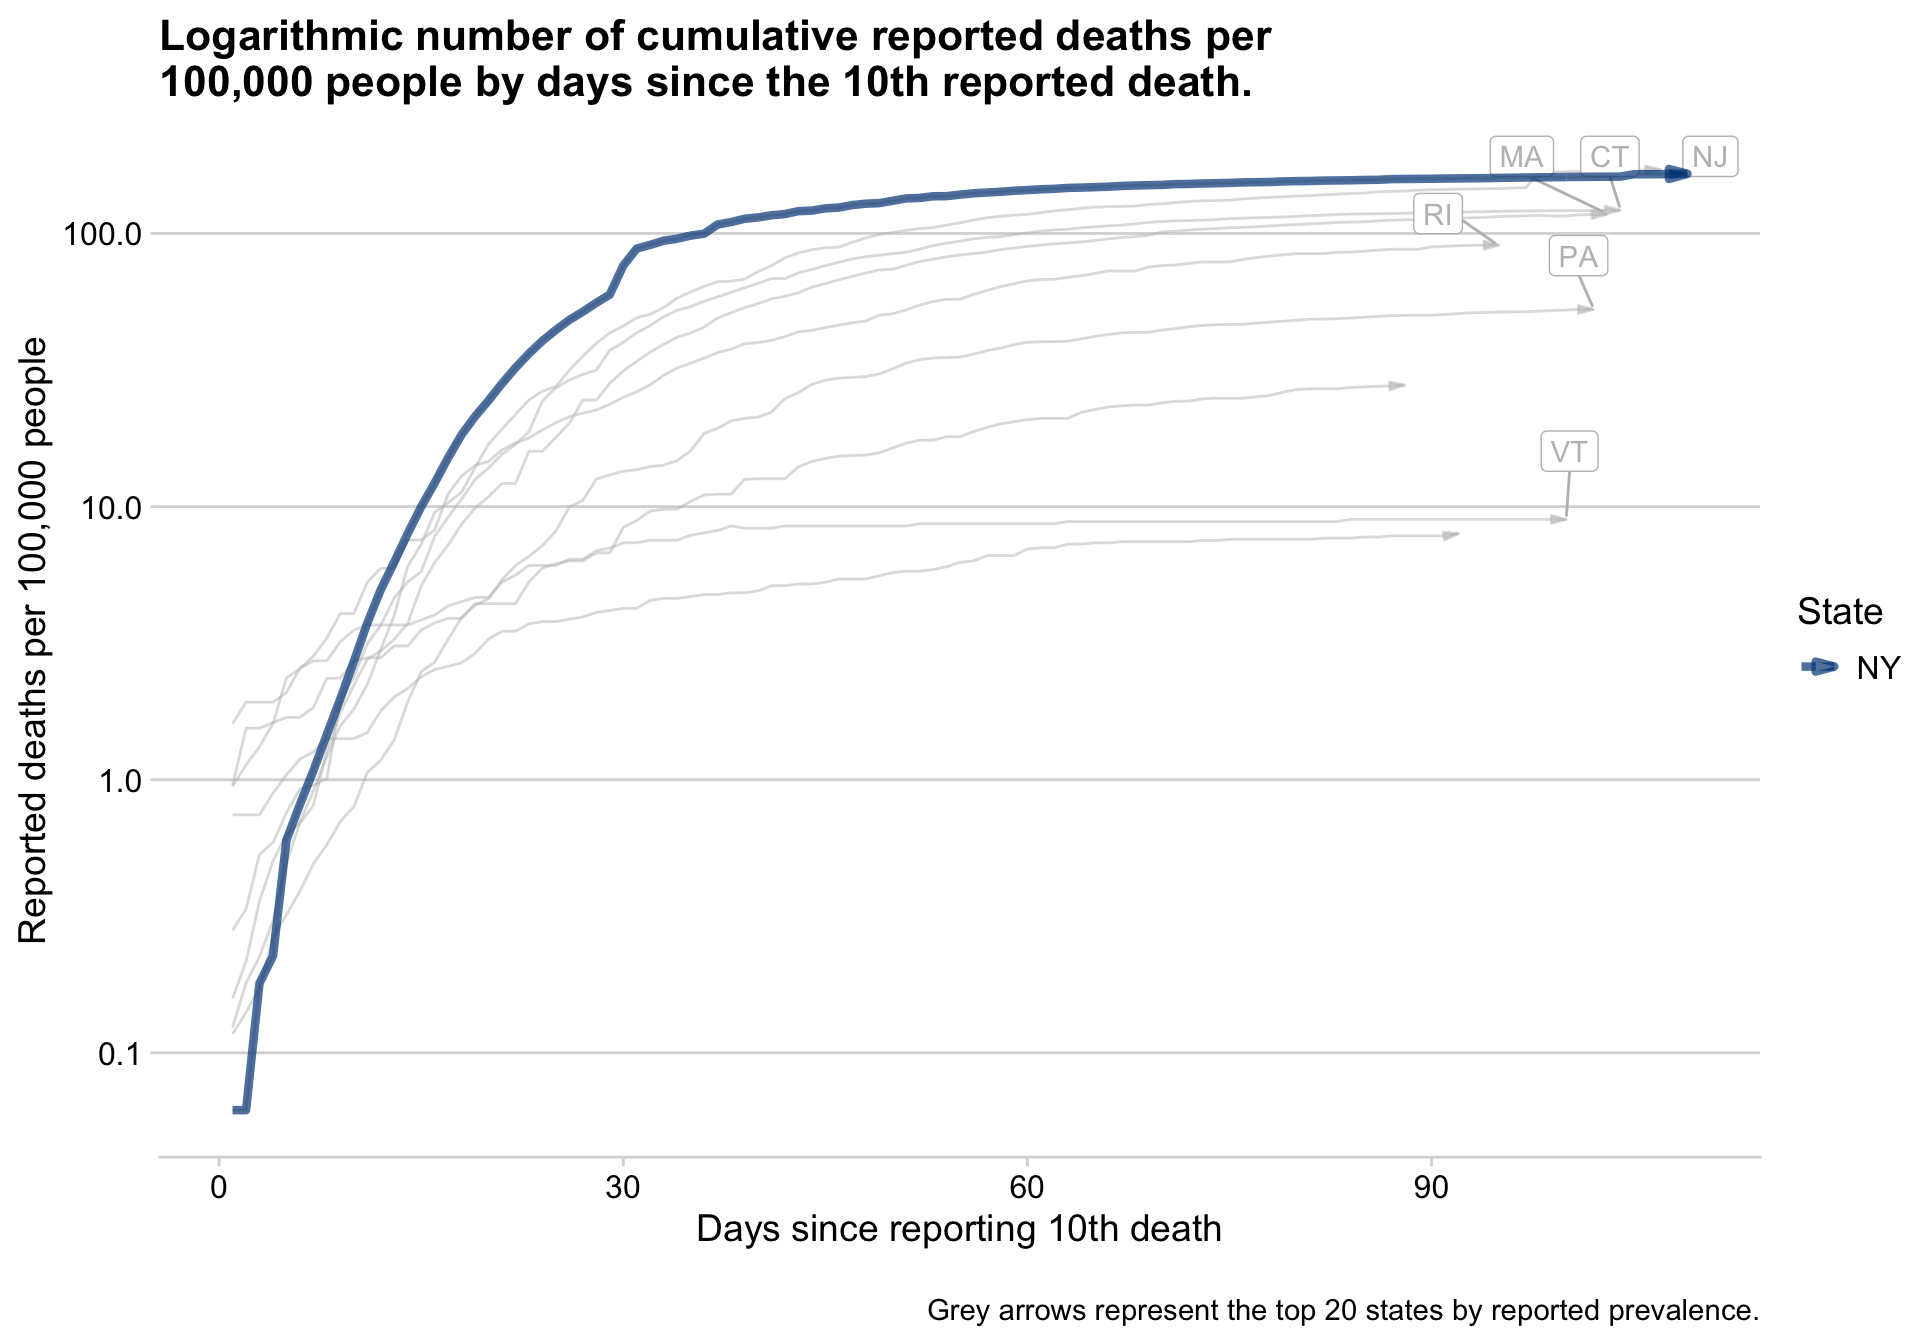 Logarithmic number of cumulative reported deaths per
100,000 people by days since the 10th reported death.
MA
CT
NJ
RI
PA
VT
100.0
10.0
1.0
0.1
Reported deaths per 100,000 people
0
30
60
90
Days since reporting 10th death
State
NY
Grey arrows represent the top 20 states by reported prevalence.